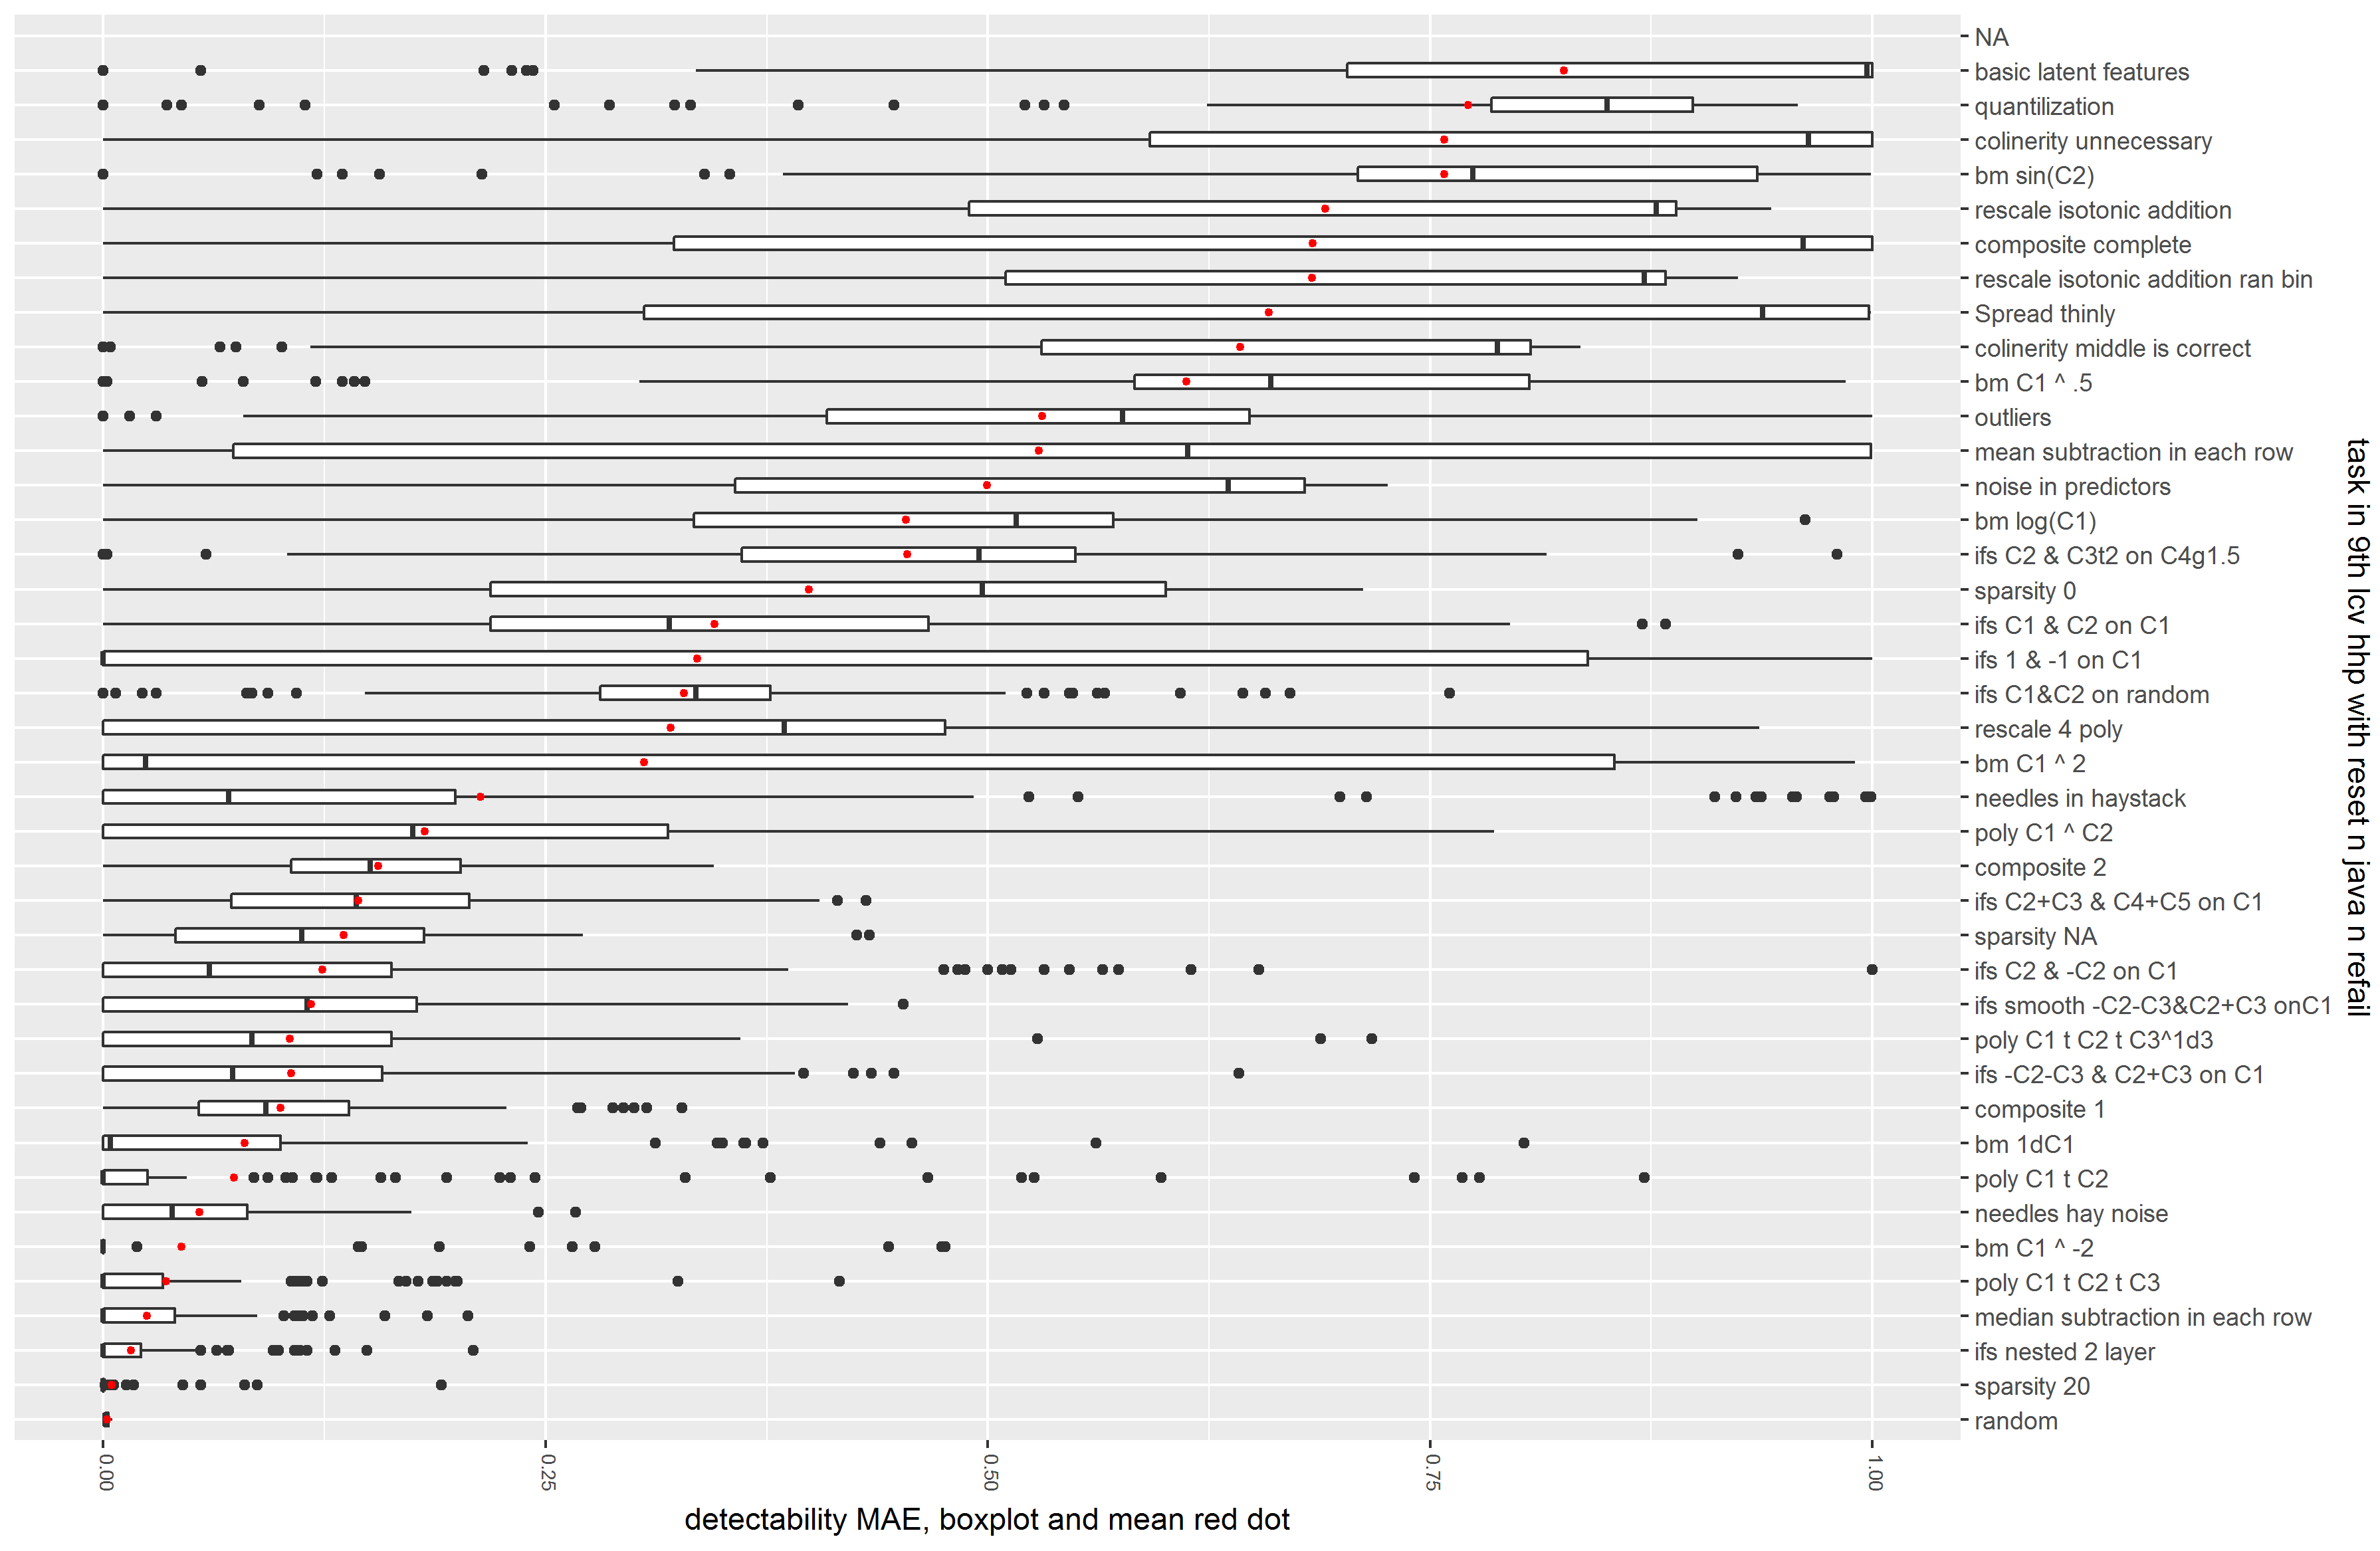 NA
basic latent features
quantilization
colinerity unnecessary
bm sin(C2)
rescale isotonic addition
composite complete
rescale isotonic addition ran bin
Spread thinly
colinerity middle is correct
bm C1 ^ .5
outliers
mean subtraction in each row
noise in predictors
bm log(C1)
ifs C2 & C3t2 on C4g1.5
sparsity 0
ifs C1 & C2 on C1
ifs 1 & -1 on C1
ifs C1&C2 on random
rescale 4 poly
bm C1 ^ 2
needles in haystack
poly C1 ^ C2
composite 2
ifs C2+C3 & C4+C5 on C1
sparsity NA
ifs C2 & -C2 on C1
ifs smooth -C2-C3&C2+C3 onC1
poly C1 t C2 t C3^1d3
ifs -C2-C3 & C2+C3 on C1
composite 1
bm 1dC1
poly C1 t C2
needles hay noise
bm C1 ^ -2
poly C1 t C2 t C3
median subtraction in each row
ifs nested 2 layer
sparsity 20
random
task in 9th lcv hhp with reset n java n refail
0.00
0.25
0.50
0.75
1.00
detectability MAE, boxplot and mean red dot